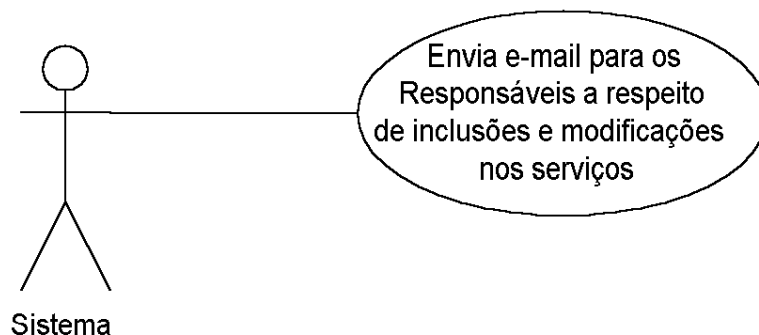 Envia e-mail para os
Responsáveis a respeito
de inclusões e modificações
nos serviços
Sistema